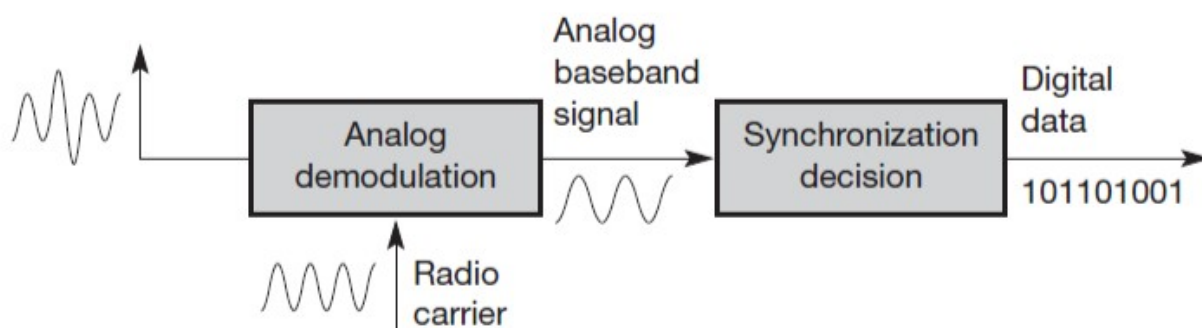 Analog
demodulation
Radio
carrier
Analog
baseband
signal
Synchronization
decision
Digital
data
101101001